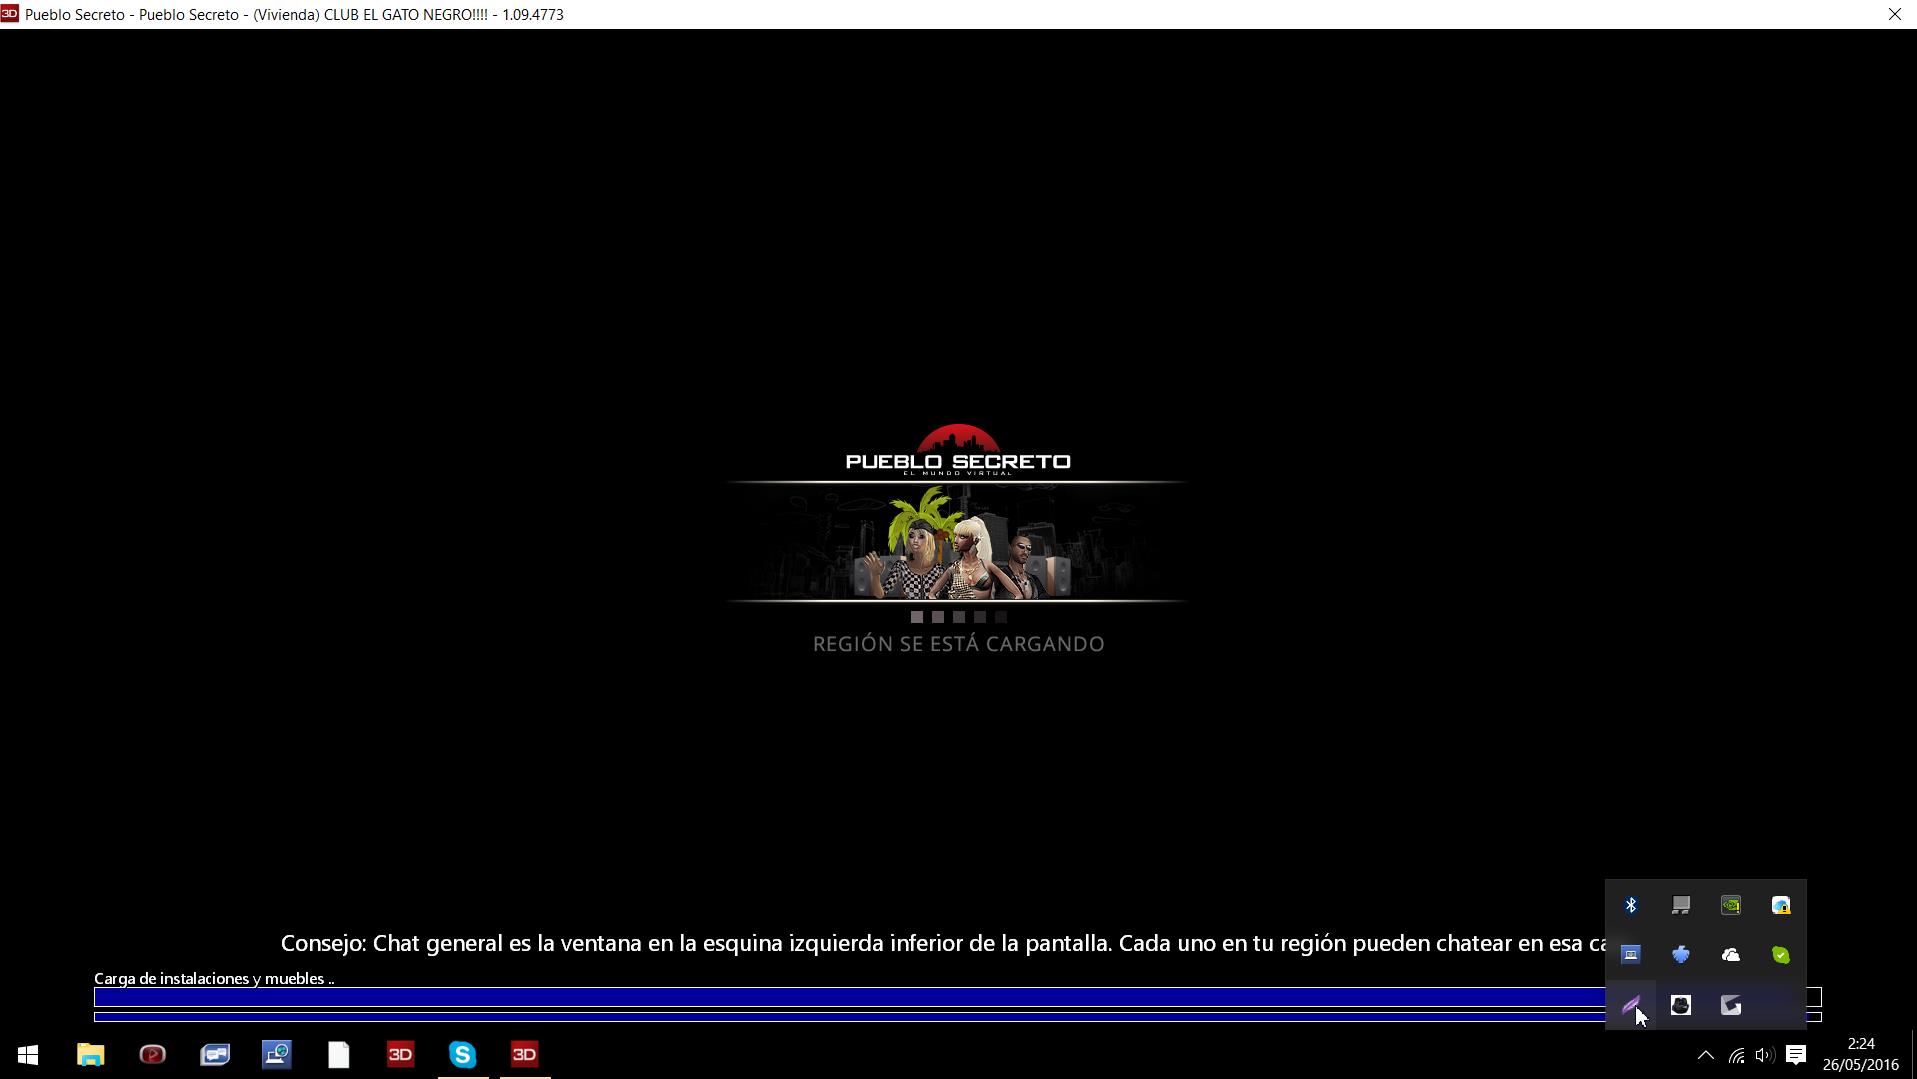 3D Pueblo Secreto - Pueblo Secreto - (Vivienda) CLUB EL GATO NEGRO!!!! - 1.09.4773
PUEBLO SECRETO
EL MUNDO VIRTUAL
REGIÓN SE ESTÁ CARGANDO
Consejo: Chat general es la ventana en la esquina izquierda inferior de la pantalla. Cada uno en tu región pueden chatear en esa ca
Carga de instalaciones y muebles ..
3D
S
3D
2:24
26/05/2016